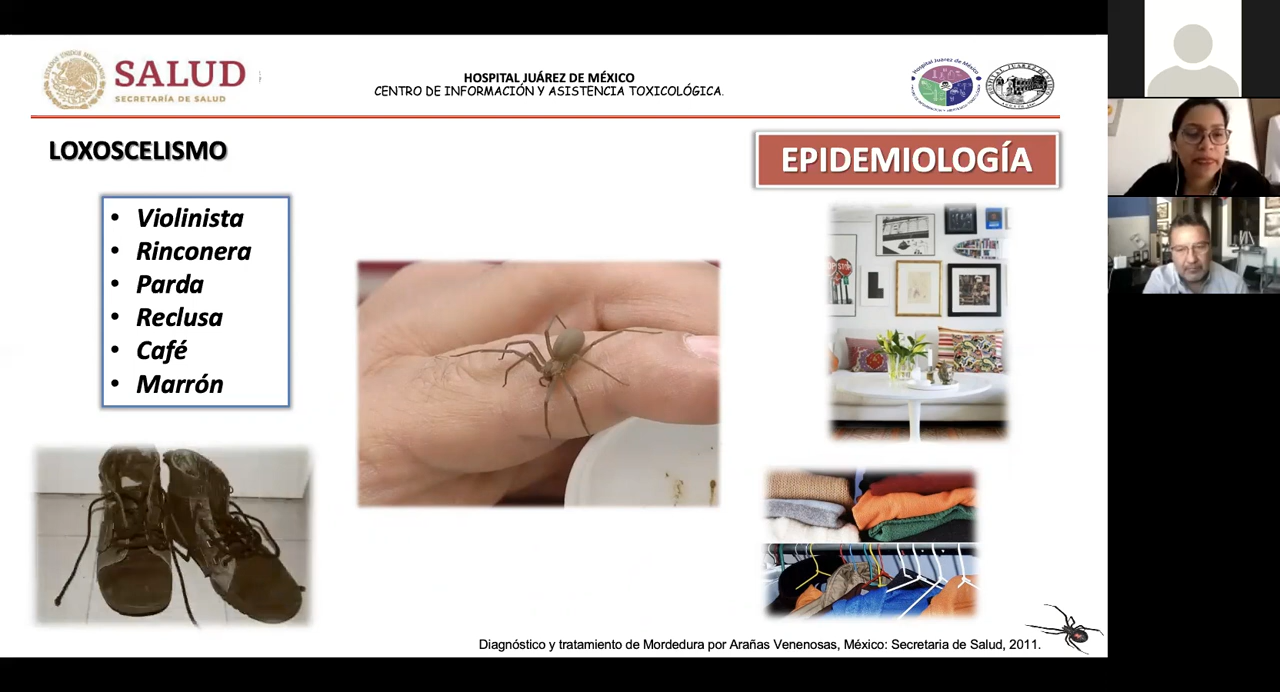 SALUD
SECRETARÍA DE SALUD
HOSPITAL JUÁREZ DE MÉXICO
CENTRO DE INFORMACIÓN Y ASISTENCIA TOXICOLÓGICA.
LOXOSCELISMO
EPIDEMIOLOGÍA
• Violinista
• Rinconera
• Parda
• Reclusa
• Café
• Marrón
Diagnóstico y tratamiento de Mordedura por Arañas Venenosas, México: Secretaria de Salud, 2011.